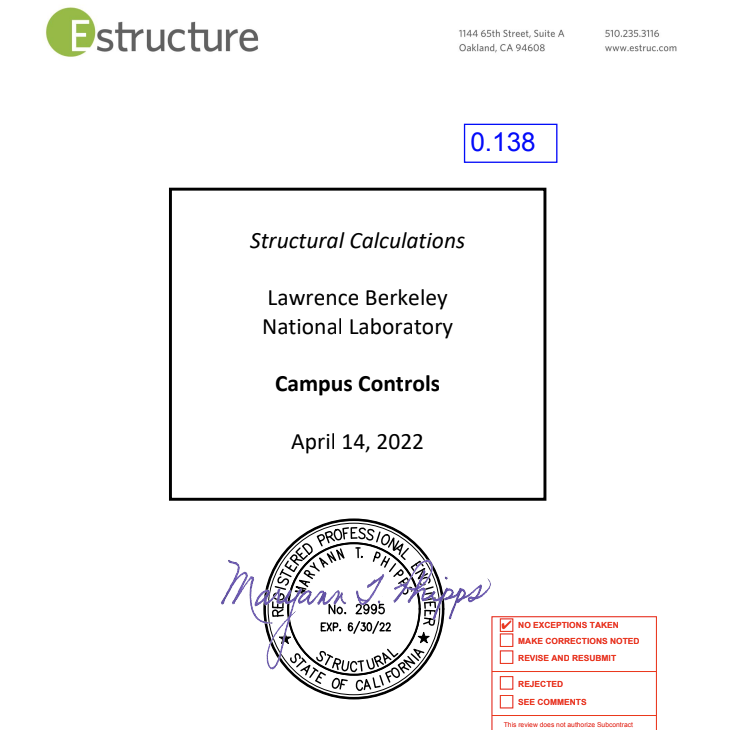 Estructure
1144 65th Street, Suite A
Oakland, CA 94608
510.235.3116
www.estruc.com
0.138
Structural Calculations
Lawrence Berkeley
National Laboratory
Campus Controls
April 14, 2022
REGISTERED PROFESSIONAL ENGINEER
MARYANN T. PHIPPS
Maryann T. Phipps
No. 2995
EXP. 6/30/22
STRUCTURAL
STATE OF CALIFORNIA
NO EXCEPTIONS TAKEN
MAKE CORRECTIONS NOTED
REVISE AND RESUBMIT
REJECTED
SEE COMMENTS
This review does not authorize Subcontract